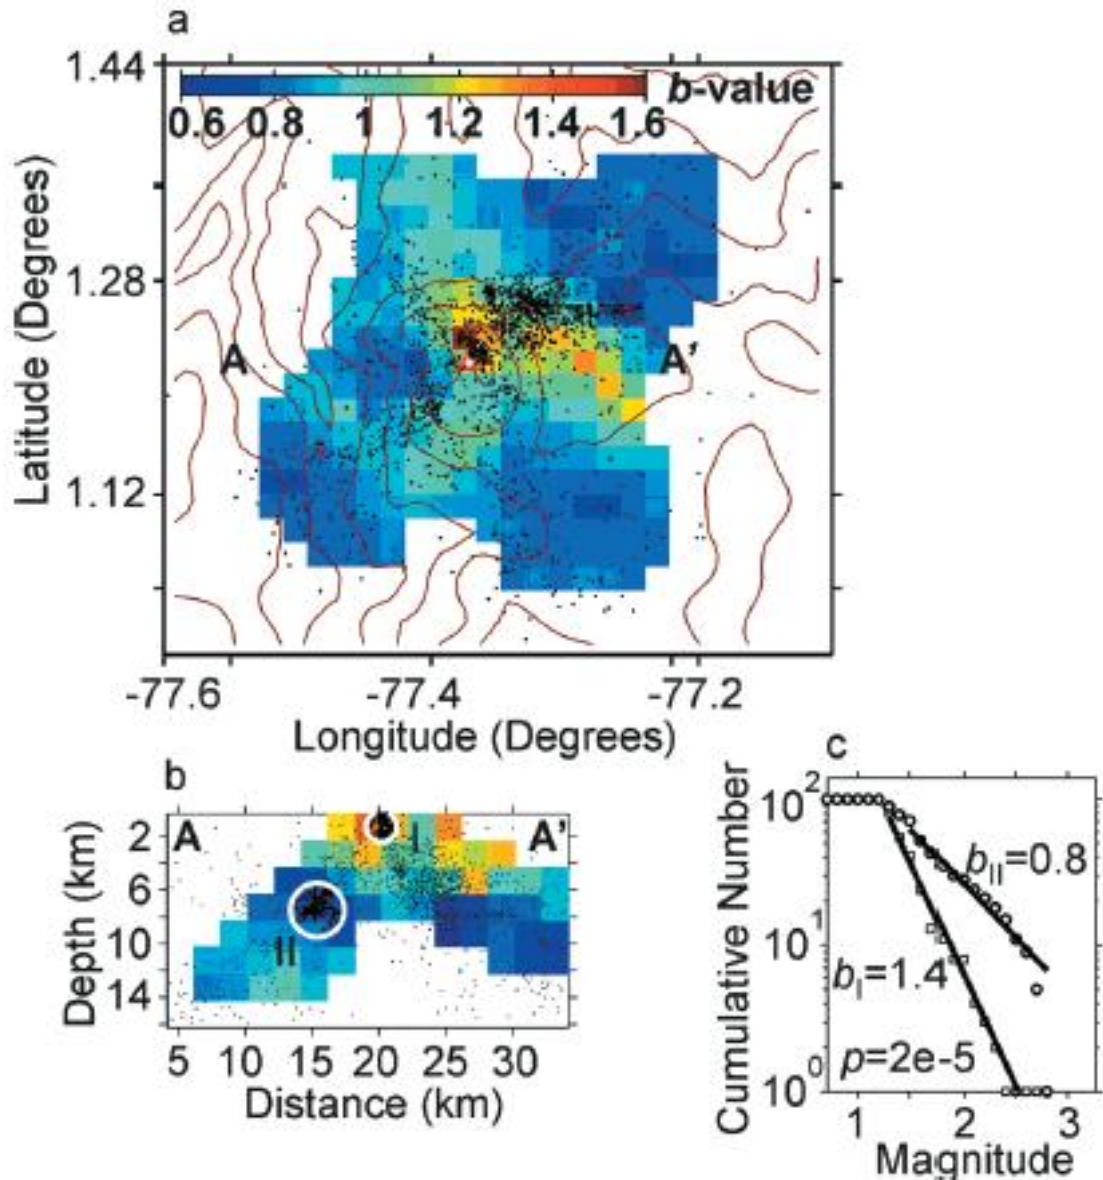 a
1.44
b-value
0.6 0.8 1 1.2 1.4 1.6
1.28
A A'
1.12
Latitude (Degrees)
-77.6 -77.4 -77.2
Longitude (Degrees)
b
A I A'
2
6
10 II
14
Depth (km)
5 10 15 20 25 30
Distance (km)
c
10^2
b_II=0.8
10^1
b_I=1.4
p=2e-5
10^0
Cumulative Number
1 2 3
Magnitude